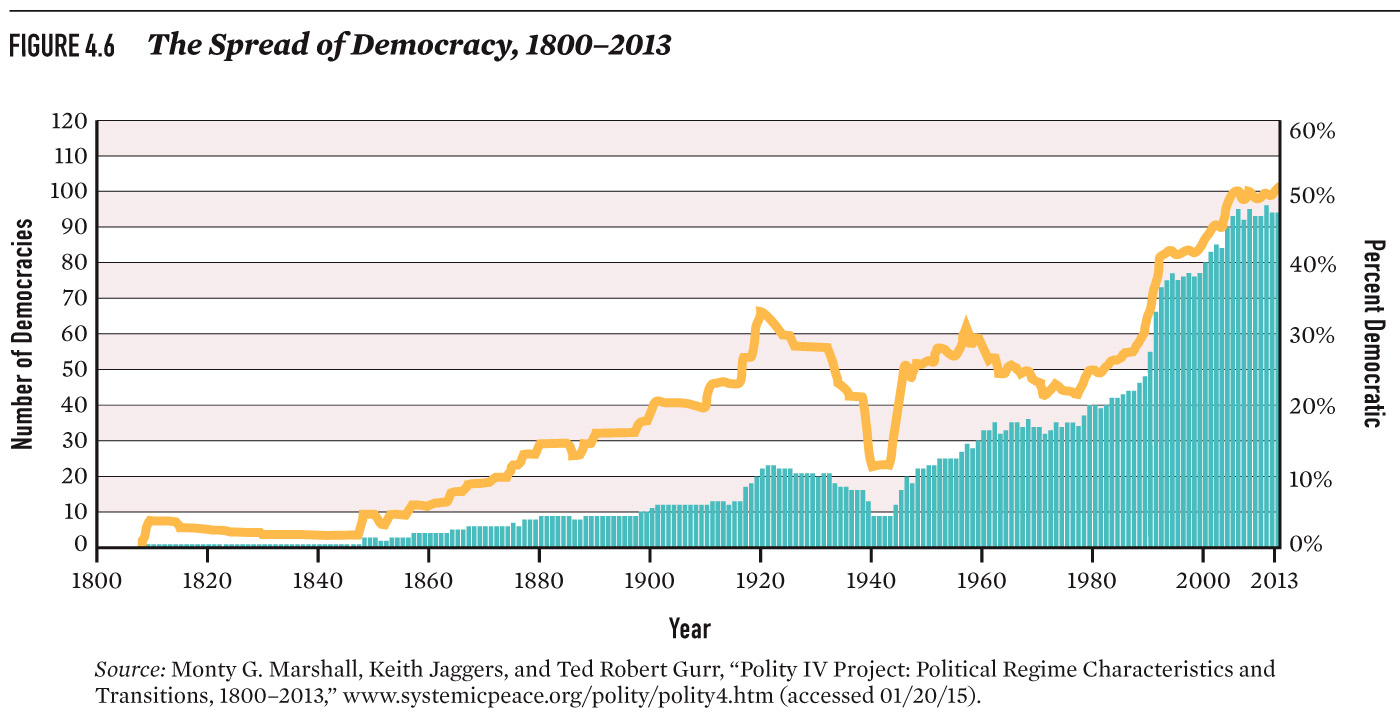 FIGURE 4.6 The Spread of Democracy, 1800–2013
120
110
100
90
80
70
60
50
40
30
20
10
0
Number of Democracies
60%
50%
40%
30%
20%
10%
0%
Percent Democratic
1800 1820 1840 1860 1880 1900 1920 1940 1960 1980 2000 2013
Year
Source: Monty G. Marshall, Keith Jaggers, and Ted Robert Gurr, “Polity IV Project: Political Regime Characteristics and
Transitions, 1800–2013,” www.systemicpeace.org/polity/polity4.htm (accessed 01/20/15).